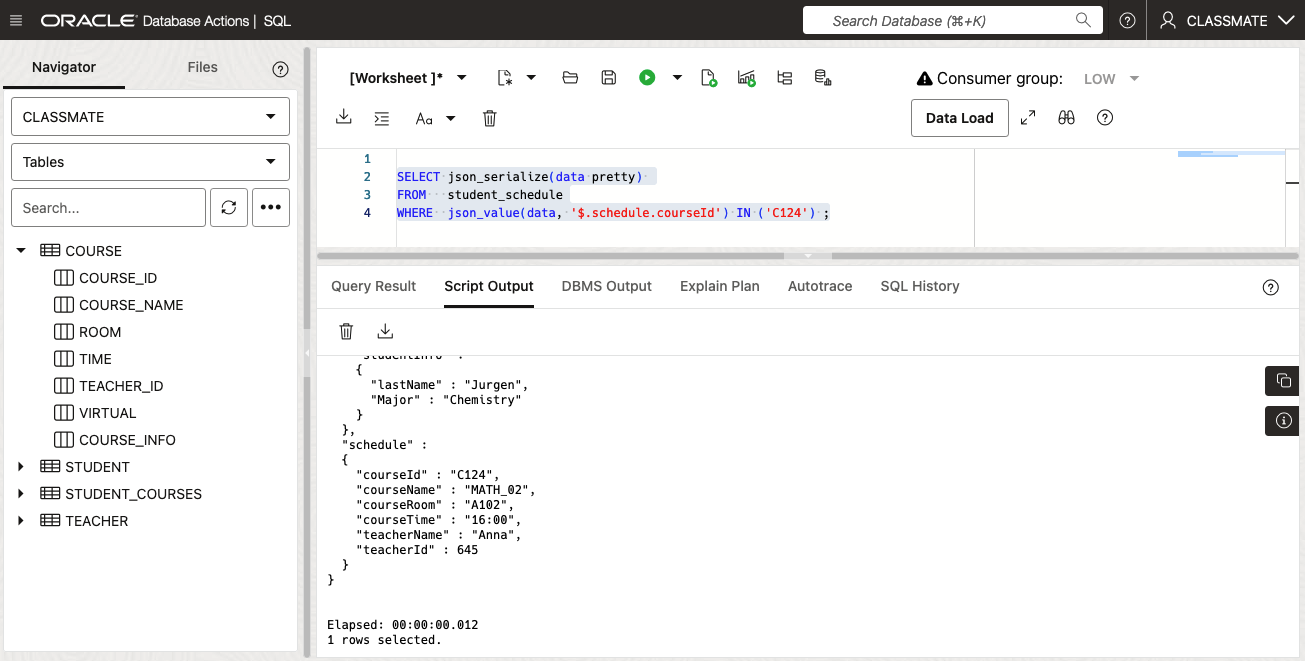 ORACLE Database Actions | SQL
Search Database (⌘+K)
CLASSMATE
Navigator
Files
CLASSMATE
Tables
Search...
COURSE
COURSE_ID
COURSE_NAME
ROOM
TIME
TEACHER_ID
VIRTUAL
COURSE_INFO
STUDENT
STUDENT_COURSES
TEACHER
[Worksheet ]*
Consumer group: LOW
Aa
Data Load
1
2 SELECT json_serialize(data pretty)
3 FROM   student_schedule
4 WHERE  json_value(data, '$.schedule.courseId') IN ('C124') ;
Query Result
Script Output
DBMS Output
Explain Plan
Autotrace
SQL History
"studentInfo" :
{
"lastName" : "Jurgen",
"Major" : "Chemistry"
}
},
"schedule" :
{
"courseId" : "C124",
"courseName" : "MATH_02",
"courseRoom" : "A102",
"courseTime" : "16:00",
"teacherName" : "Anna",
"teacherId" : 645
}
}
Elapsed: 00:00:00.012
1 rows selected.